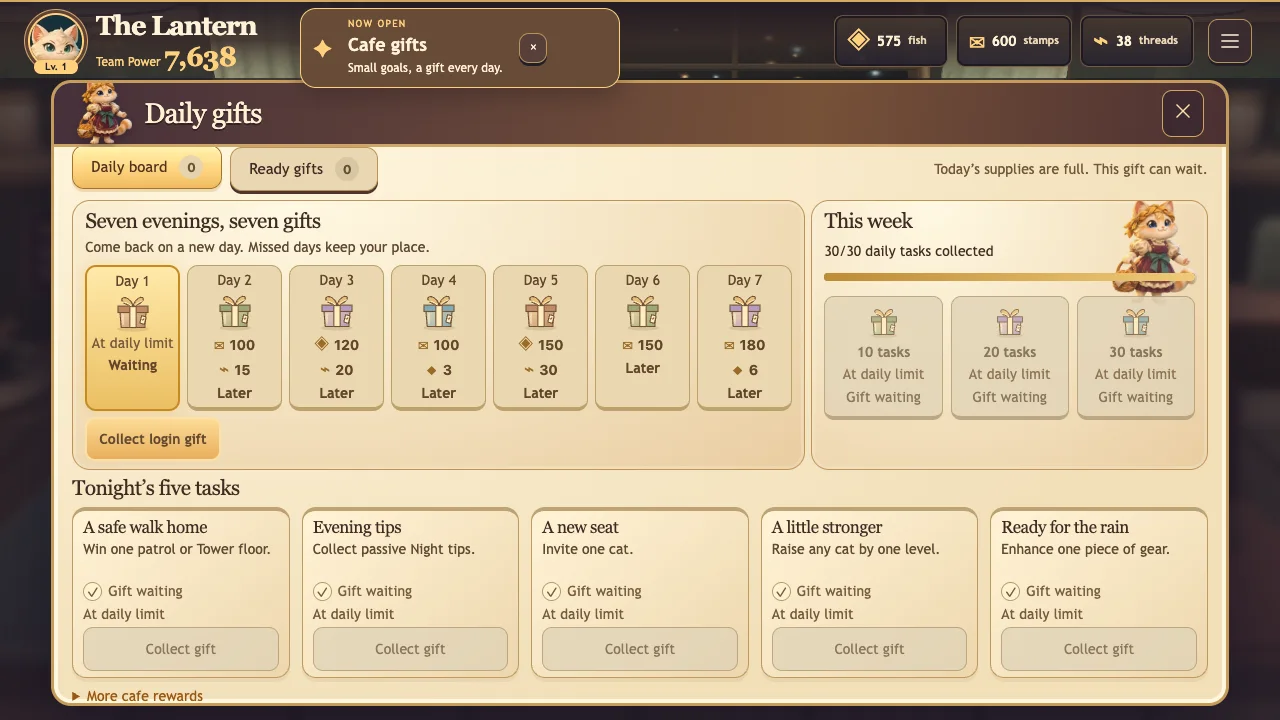 The Lantern
Team Power 7,638
Lv. 1
NOW OPEN
Cafe gifts
Small goals, a gift every day.
×
575 fish
600 stamps
38 threads
Daily gifts
Daily board 0
Ready gifts 0
Today's supplies are full. This gift can wait.
Seven evenings, seven gifts
Come back on a new day. Missed days keep your place.
Day 1
At daily limit
Waiting
Day 2
100
15
Later
Day 3
120
20
Later
Day 4
100
3
Later
Day 5
150
30
Later
Day 6
150
Later
Day 7
180
6
Later
Collect login gift
This week
30/30 daily tasks collected
10 tasks
At daily limit
Gift waiting
20 tasks
At daily limit
Gift waiting
30 tasks
At daily limit
Gift waiting
Tonight's five tasks
A safe walk home
Win one patrol or Tower floor.
Gift waiting
At daily limit
Collect gift
Evening tips
Collect passive Night tips.
Gift waiting
At daily limit
Collect gift
A new seat
Invite one cat.
Gift waiting
At daily limit
Collect gift
A little stronger
Raise any cat by one level.
Gift waiting
At daily limit
Collect gift
Ready for the rain
Enhance one piece of gear.
Gift waiting
At daily limit
Collect gift
More cafe rewards